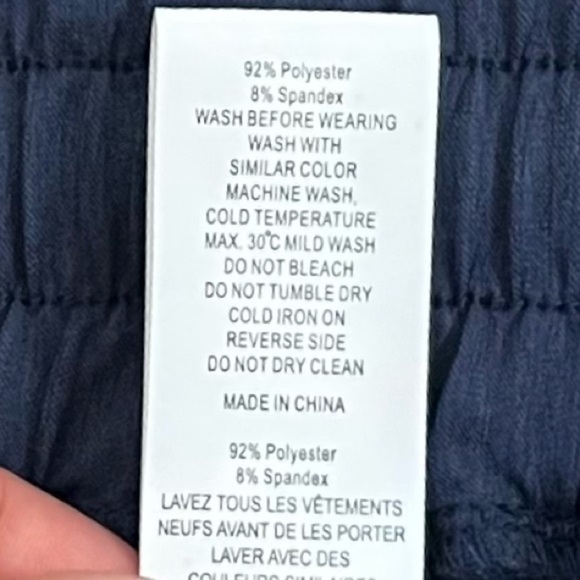 92% Polyester
8% Spandex
WASH BEFORE WEARING
WASH WITH
SIMILAR COLOR
MACHINE WASH,
COLD TEMPERATURE
MAX. 30°C MILD WASH
DO NOT BLEACH
DO NOT TUMBLE DRY
COLD IRON ON
REVERSE SIDE
DO NOT DRY CLEAN
MADE IN CHINA
92% Polyester
8% Spandex
LAVEZ TOUS LES VÊTEMENTS
NEUFS AVANT DE LES PORTER
LAVER AVEC DES
COULEURS SIMILAIRES